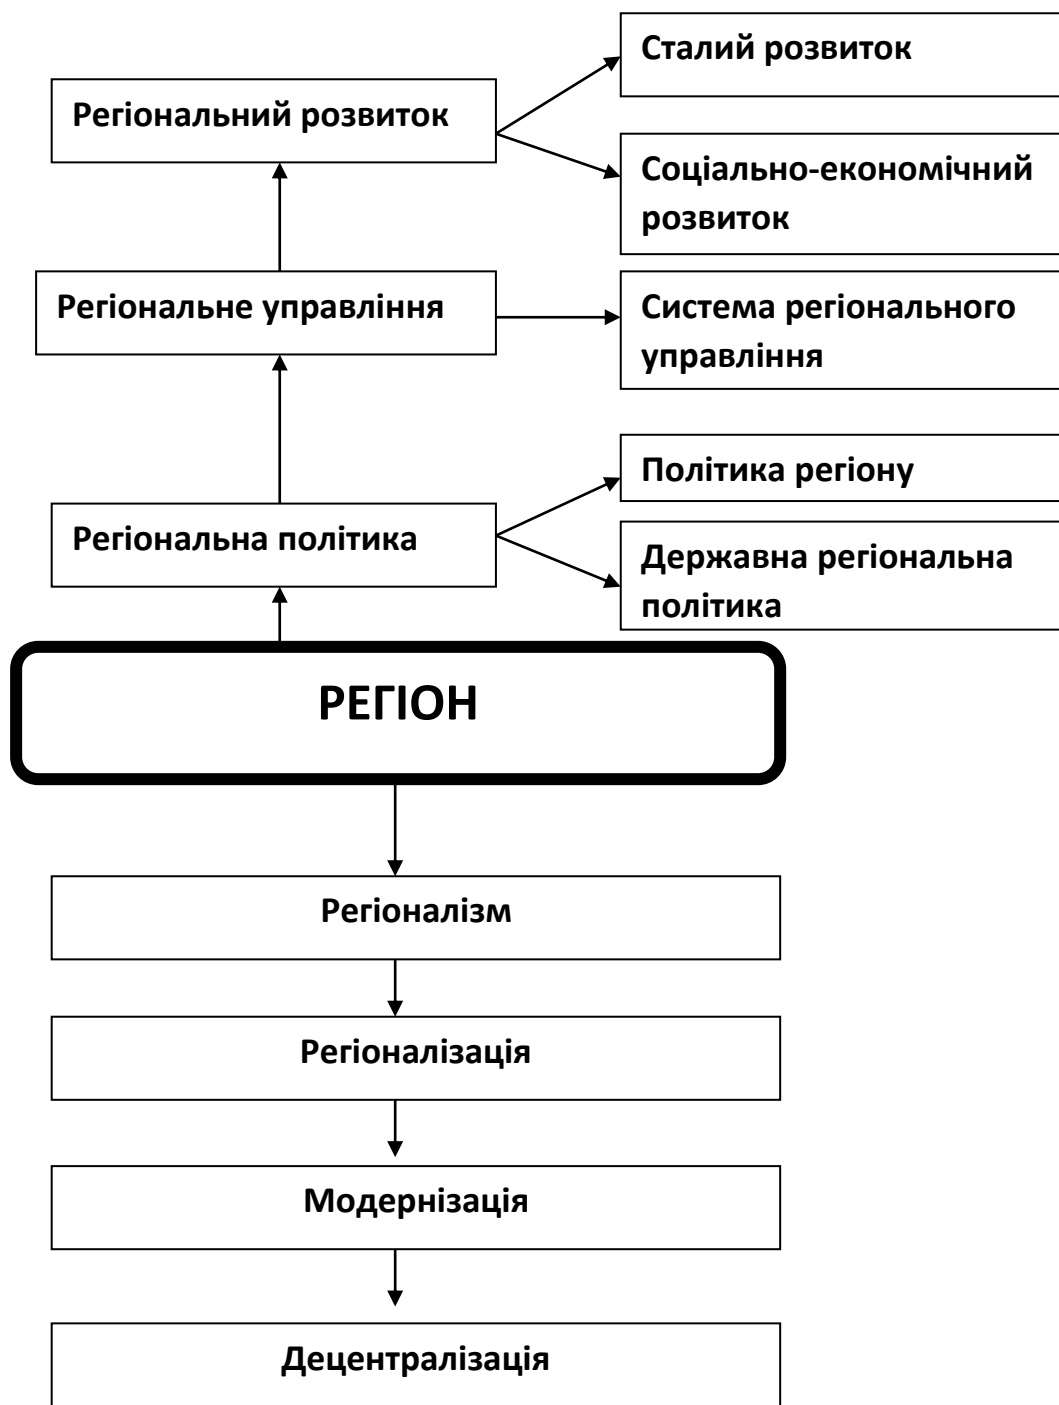 Сталий розвиток
Регіональний розвиток
Соціально-економічний
розвиток
Регіональне управління
Система регіонального
управління
Політика регіону
Регіональна політика
Державна регіональна
політика
РЕГІОН
Регіоналізм
Регіоналізація
Модернізація
Децентралізація